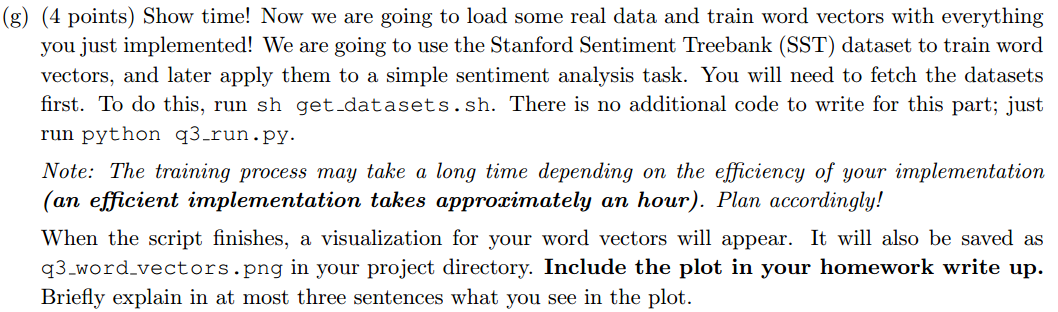 (g) (4 points) Show time! Now we are going to load some real data and train word vectors with everything
you just implemented! We are going to use the Stanford Sentiment Treebank (SST) dataset to train word
vectors, and later apply them to a simple sentiment analysis task. You will need to fetch the datasets
first. To do this, run sh get_datasets.sh. There is no additional code to write for this part; just
run python q3_run.py.
Note: The training process may take a long time depending on the efficiency of your implementation
(an efficient implementation takes approximately an hour). Plan accordingly!
When the script finishes, a visualization for your word vectors will appear. It will also be saved as
q3_word_vectors.png in your project directory. Include the plot in your homework write up.
Briefly explain in at most three sentences what you see in the plot.